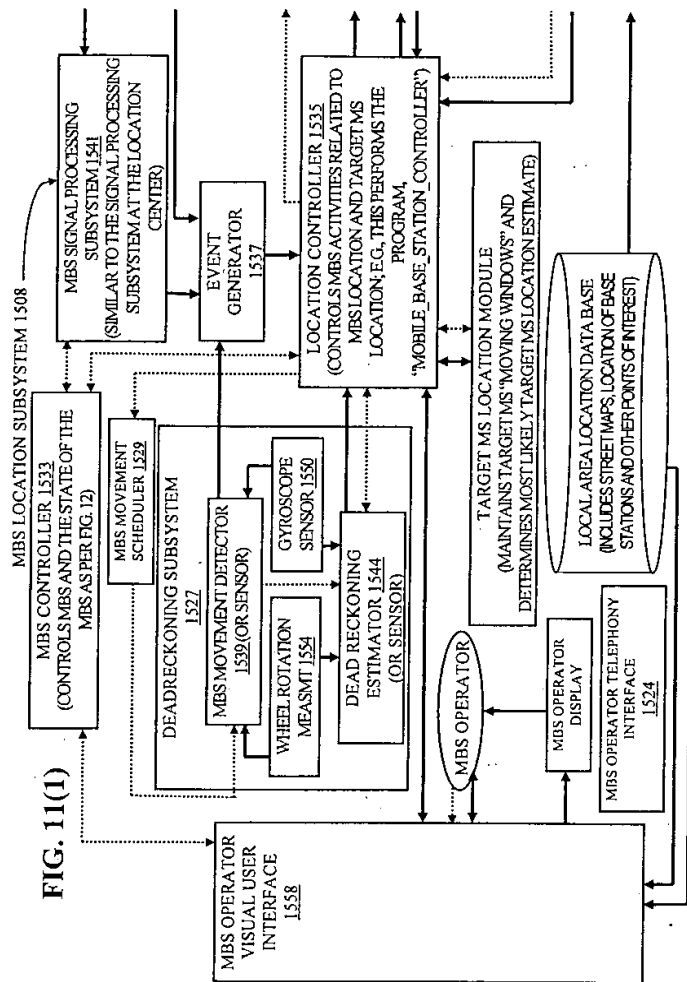 FIG. 11(1)
MBS LOCATION SUBSYSTEM 1508
MBS CONTROLLER 1533
(CONTROLS MBS AND THE STATE OF THE
MBS AS PER FIG. 12)
MBS SIGNAL PROCESSING
SUBSYSTEM 1541
(SIMILAR TO THE SIGNAL PROCESSING
SUBSYSTEM AT THE LOCATION
CENTER)
MBS MOVEMENT
SCHEDULER 1529
EVENT
GENERATOR
1537
DEADRECKONING SUBSYSTEM
1527
MBS MOVEMENT DETECTOR
1539 (OR SENSOR)
WHEEL ROTATION
MEASMT 1554
GYROSCOPE
SENSOR 1550
DEAD RECKONING
ESTIMATOR 1544
(OR SENSOR)
LOCATION CONTROLLER 1535
(CONTROLS MBS ACTIVITIES RELATED TO
MBS LOCATION AND TARGET MS
LOCATION; E.G., THIS PERFORMS THE
PROGRAM,
"MOBILE_BASE_STATION_CONTROLLER")
MBS OPERATOR
VISUAL USER
INTERFACE
1558
MBS OPERATOR
TARGET MS LOCATION MODULE
(MAINTAINS TARGET MS "MOVING WINDOWS" AND
DETERMINES MOST LIKELY TARGET MS LOCATION ESTIMATE)
MBS OPERATOR
DISPLAY
MBS OPERATOR TELEPHONY
INTERFACE
1524
LOCAL AREA LOCATION DATA BASE
(INCLUDES STREET MAPS, LOCATION OF BASE
STATIONS AND OTHER POINTS OF INTEREST)